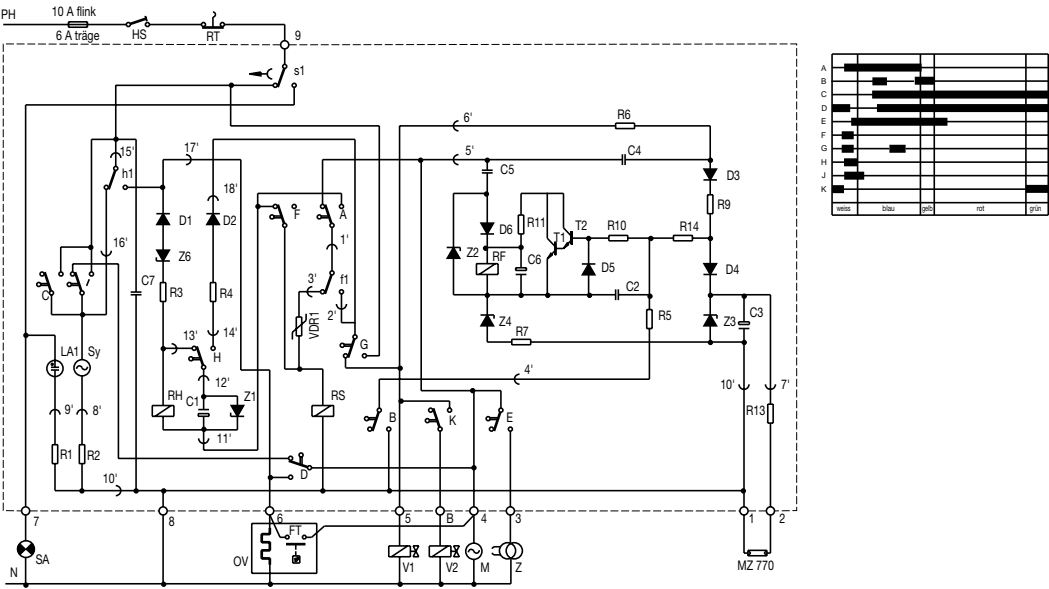 PH
10 A flink
6 A träge
HS
RT
9
s1
6'
R6
15'
h1
17'
18'
5'
C4
C5
D3
R9
D1
D2
F
A
R11
T1
T2
R10
R14
D6
Z2
RF
C6
D5
D4
16'
Z6
1'
C
C7
R3
R4
3'
f1
2'
VDR1
G
C2
R5
Z4
R7
Z3
C3
13'
14'
H
LA1
Sy
12'
4'
10'
7'
9'
8'
RH
C1
Z1
RS
B
K
E
R13
11'
R1
R2
D
10'
7
8
6
5
B
4
3
1
2
SA
FT
OV
V1
V2
M
Z
MZ 770
N
A
B
C
D
E
F
G
H
J
K
weiss
blau
gelb
rot
grün